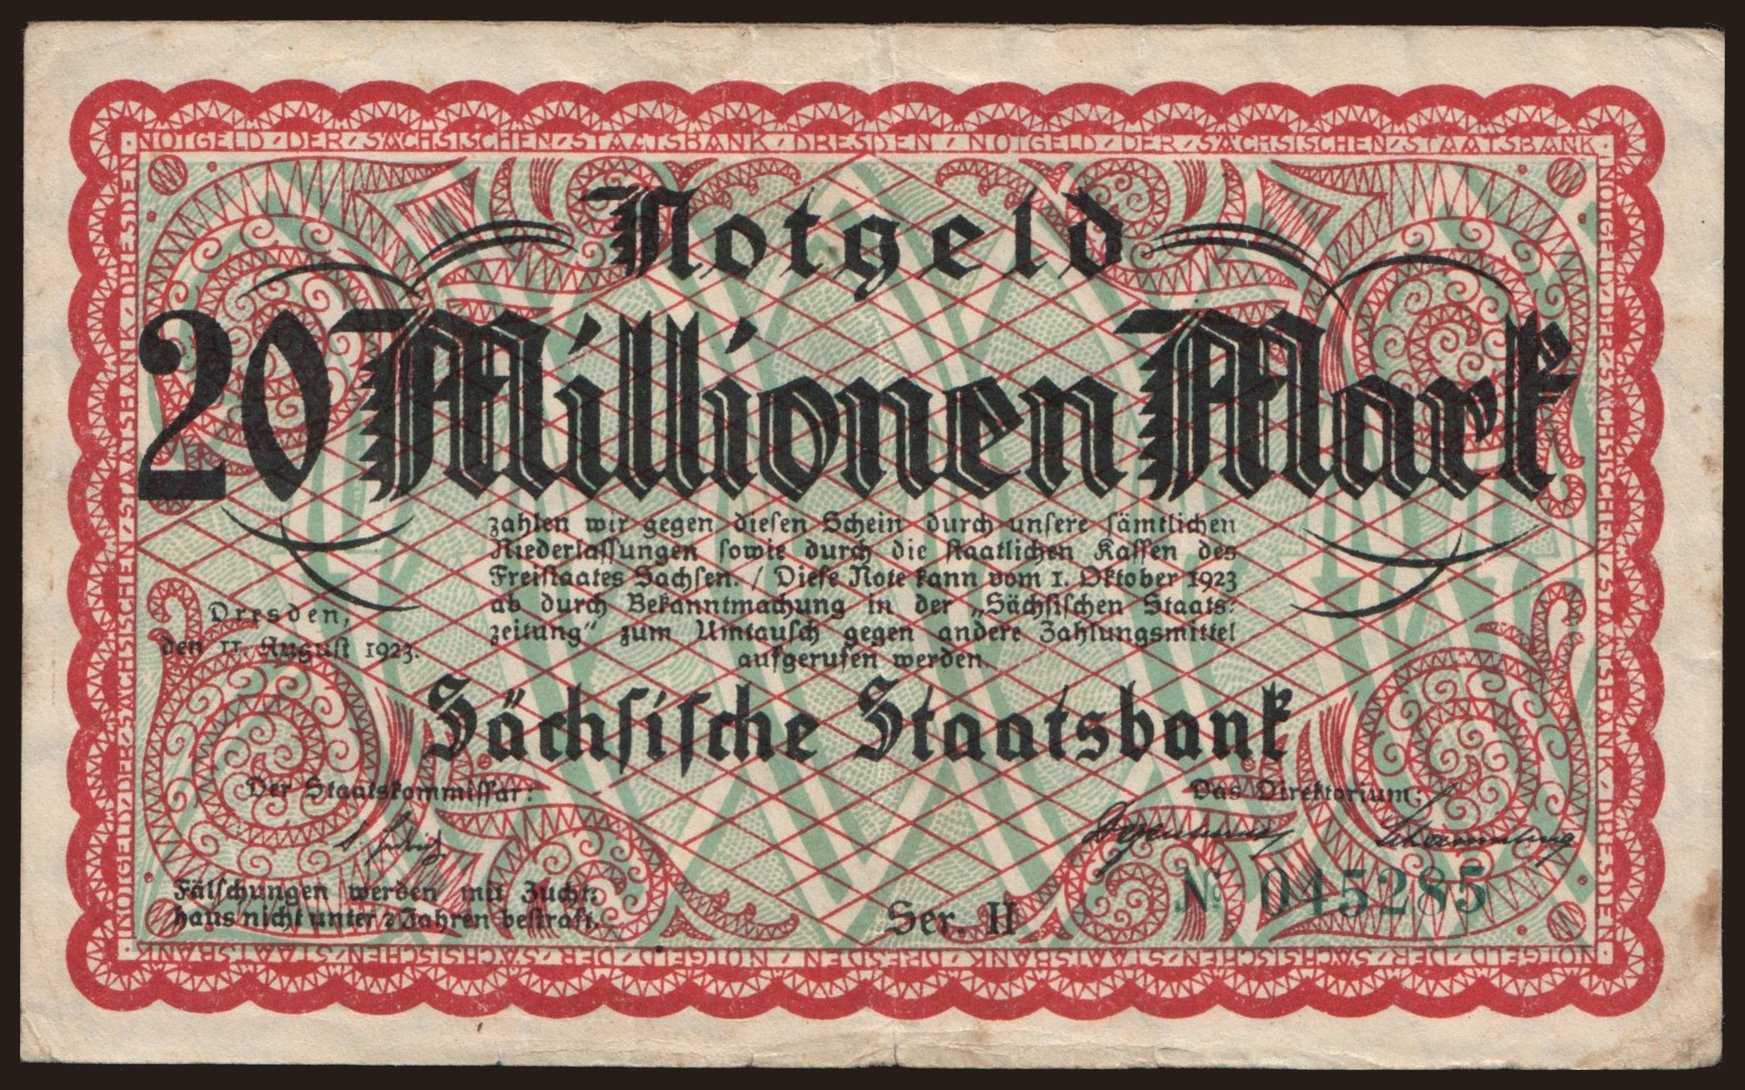 NOTGELD DER SÄCHSISCHEN STAATSBANK DRESDEN / NOTGELD DER SÄCHSISCHEN STAATSBANK
Notgeld
20 Millionen Mark
zahlen wir gegen diesen Schein durch unsere sämtlichen
Niederlassungen sowie durch die staatlichen Kassen des
Freistaates Sachsen. / Diese Note kann vom 1. Oktober 1923
ab durch Bekanntmachung in der „Sächsischen Staats-
zeitung“ zum Umtausch gegen andere Zahlungsmittel
aufgerufen werden.
Dresden,
den 11. August 1923.
Sächsische Staatsbank
Der Staatskommissar:
Das Direktorium:
Fälschungen werden mit Zucht-
haus nicht unter 2 Jahren bestraft.
Ser. II
No 045285